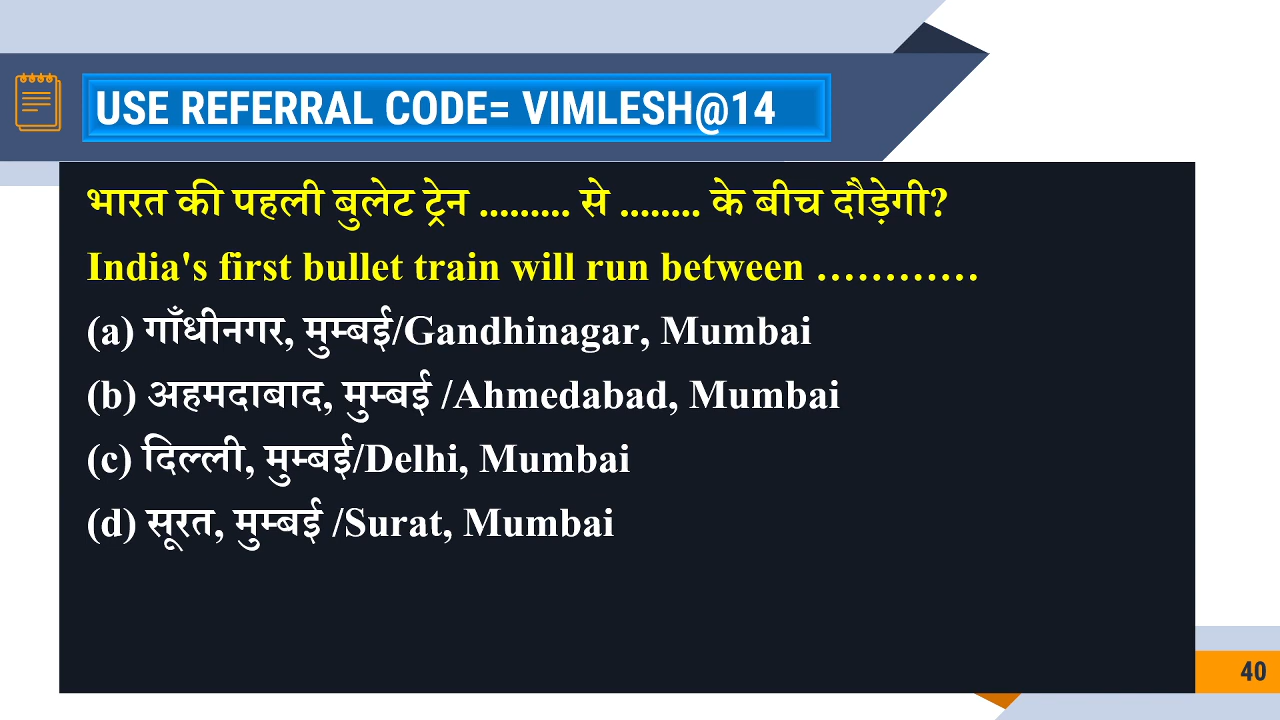 USE REFERRAL CODE= VIMLESH@14
भारत की पहली बुलेट ट्रेन ......... से ........ के बीच दौड़ेगी?
India's first bullet train will run between …………
(a) गाँधीनगर, मुम्बई/Gandhinagar, Mumbai
(b) अहमदाबाद, मुम्बई /Ahmedabad, Mumbai
(c) दिल्ली, मुम्बई/Delhi, Mumbai
(d) सूरत, मुम्बई /Surat, Mumbai
40